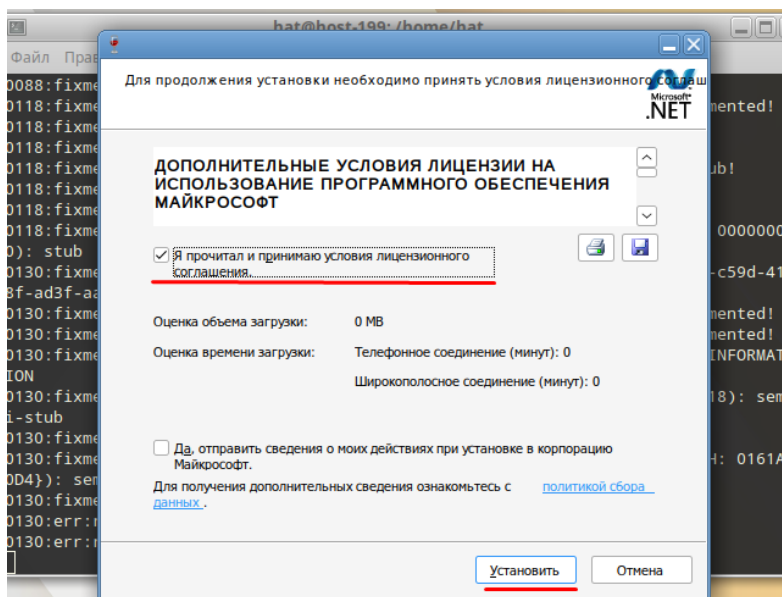 hat@host-199: /home/hat
Файл Прав
Для продолжения установки необходимо принять условия лицензионного соглаш
Microsoft®
.NET
ДОПОЛНИТЕЛЬНЫЕ УСЛОВИЯ ЛИЦЕНЗИИ НА
ИСПОЛЬЗОВАНИЕ ПРОГРАММНОГО ОБЕСПЕЧЕНИЯ
МАЙКРОСОФТ
Я прочитал и принимаю условия лицензионного
соглашения.
Оценка объема загрузки: 0 MB
Оценка времени загрузки: Телефонное соединение (минут): 0
Широкополосное соединение (минут): 0
Да, отправить сведения о моих действиях при установке в корпорацию
Майкрософт.
Для получения дополнительных сведения ознакомьтесь с политикой сбора
данных .
Установить Отмена
0088:fixme
0118:fixme mented!
0118:fixme
0118:fixme
0118:fixme ub!
0118:fixme
0118:fixme
0118:fixme 0000000
0): stub
0130:fixme -c59d-41
8f-ad3f-aa
0130:fixme mented!
0130:fixme mented!
0130:fixme INFORMAT
ION
0130:fixme 18): sem
i-stub
0130:fixme
0130:fixme H: 0161A
0D4}): sem
0130:fixme
0130:err:r
0130:err:r